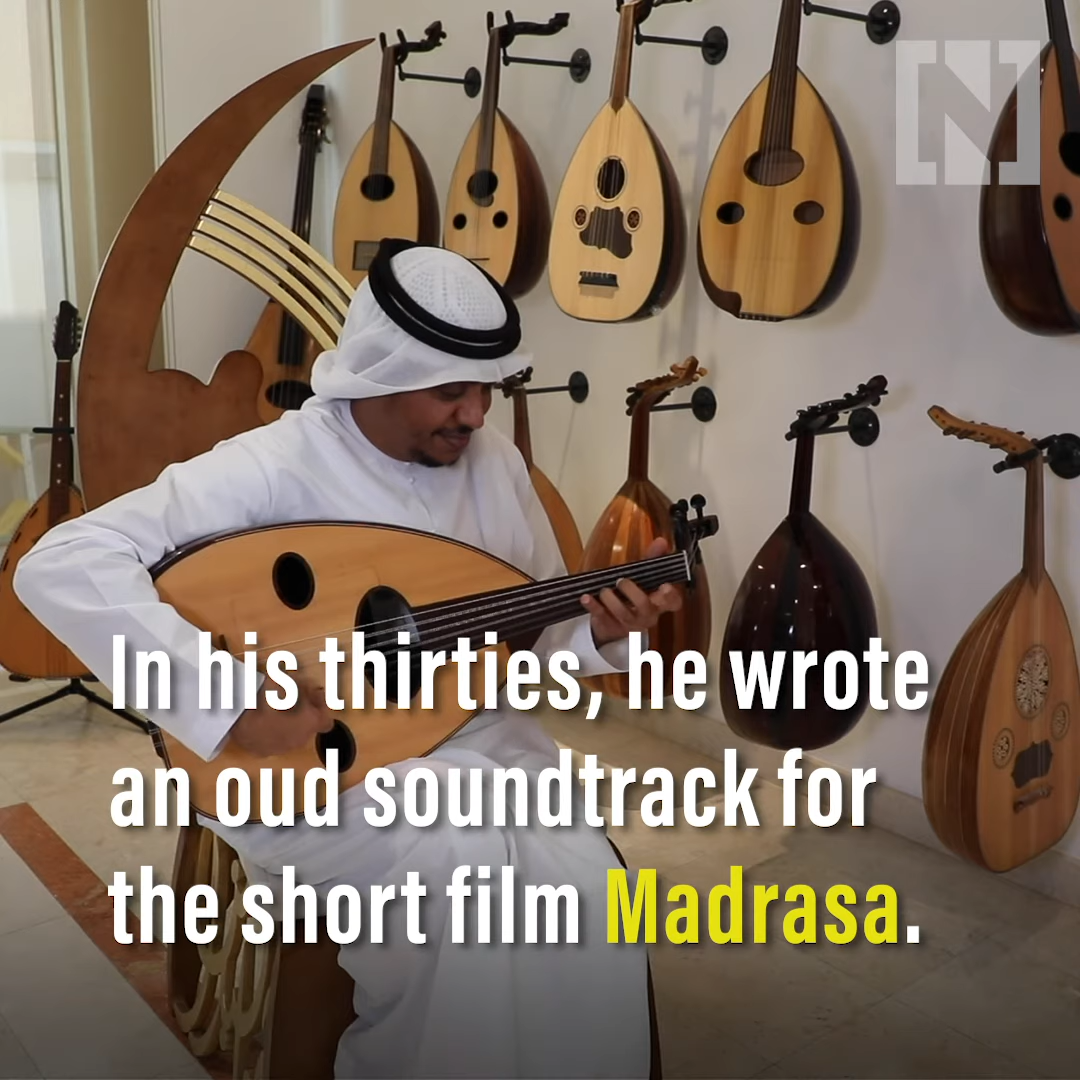 [N]
In his thirties, he wrote
an oud soundtrack for
the short film Madrasa.